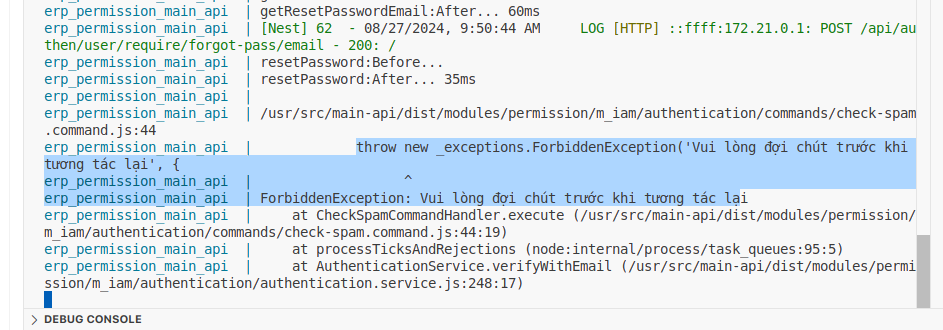 erp_permission_main_api | getResetPasswordEmail:After... 60ms
erp_permission_main_api | [Nest] 62 - 08/27/2024, 9:50:44 AM LOG [HTTP] ::ffff:172.21.0.1: POST /api/au
then/user/require/forgot-pass/email - 200: /
erp_permission_main_api | resetPassword:Before...
erp_permission_main_api | resetPassword:After... 35ms
erp_permission_main_api |
erp_permission_main_api | /usr/src/main-api/dist/modules/permission/m_iam/authentication/commands/check-spam
.command.js:44
erp_permission_main_api | throw new _exceptions.ForbiddenException('Vui lòng đợi chút trước khi
tương tác lại', {
erp_permission_main_api | ^
erp_permission_main_api | ForbiddenException: Vui lòng đợi chút trước khi tương tác lại
erp_permission_main_api | at CheckSpamCommandHandler.execute (/usr/src/main-api/dist/modules/permission/
m_iam/authentication/commands/check-spam.command.js:44:19)
erp_permission_main_api | at processTicksAndRejections (node:internal/process/task_queues:95:5)
erp_permission_main_api | at AuthenticationService.verifyWithEmail (/usr/src/main-api/dist/modules/permi
ssion/m_iam/authentication/authentication.service.js:248:17)
DEBUG CONSOLE